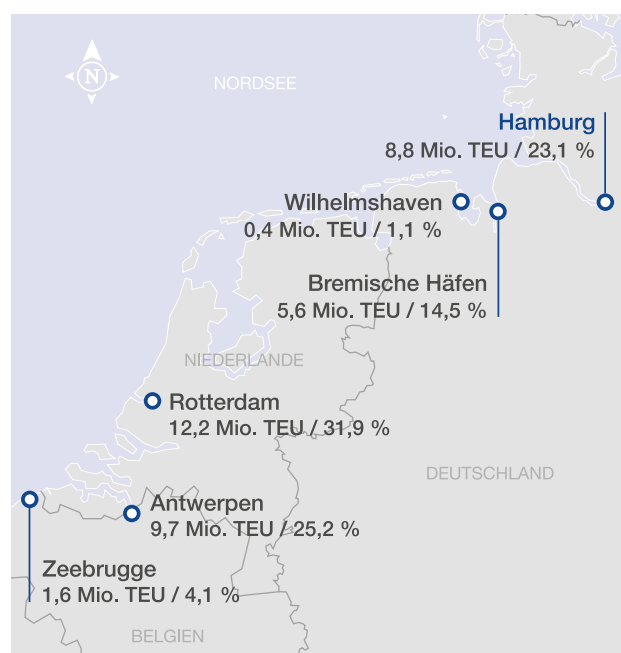 N
NORDSEE
Hamburg
8,8 Mio. TEU / 23,1 %
Wilhelmshaven
0,4 Mio. TEU / 1,1 %
Bremische Häfen
5,6 Mio. TEU / 14,5 %
NIEDERLANDE
Rotterdam
12,2 Mio. TEU / 31,9 %
DEUTSCHLAND
Antwerpen
9,7 Mio. TEU / 25,2 %
Zeebrugge
1,6 Mio. TEU / 4,1 %
BELGIEN